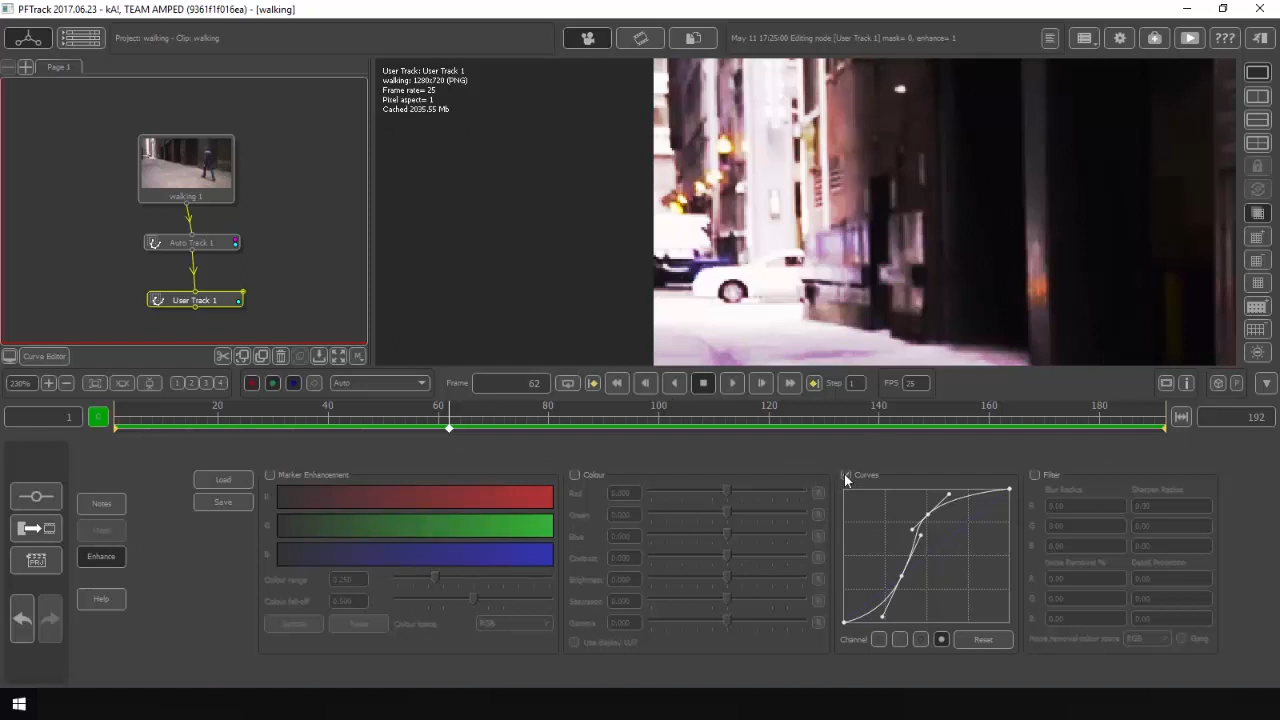 PFTrack 2017.06.23 - kA!, TEAM AMPED (9361f1f016ea) - [walking]
Project: walking - Clip: walking
May 11 17:25:00 Editing node [User Track 1] mask= 0, enhance= 1
???
Page 1
User Track: User Track 1
walking: 1280x720 (PNG)
Frame rate= 25
Pixel aspect= 1
Cached 2035.55 Mb
walking 1
Auto Track 1
User Track 1
Curve Editor
M
230%
1 2 3 4
Auto
Frame
62
Step 1
FPS 25
P
1
C
20 40 60 80 100 120 140 160 180
192
Load
Save
Notes
Enhance
Help
PRJ
Marker Enhancement
R
G
B
Colour range 0.250
Colour fall-off 0.500
Sample
Reset
Colour space
RGB
Colour
Red 0.000 R
Green 0.000 R
Blue 0.000 R
Contrast 0.000 R
Brightness 0.000 R
Saturation 0.000 R
Gamma 0.000 R
Use display LUT
Curves
Channel
Reset
Filter
Blur Radius Sharpen Radius
R 0.00 0.00
G 0.00 0.00
B 0.00 0.00
Noise Removal % Detail Protection
R 0.00 0.00
G 0.00 0.00
B 0.00 0.00
Noise removal colour space RGB
Gang